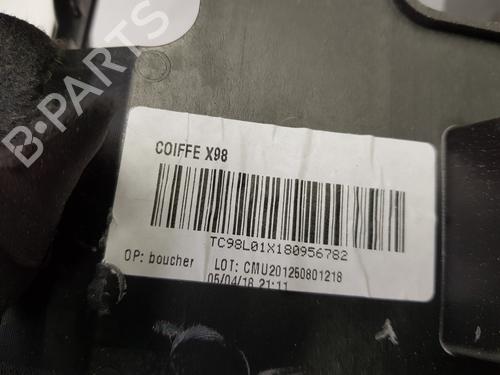 B-PARTS
COIFFE X98
TC98L01X180956782
OP: boucher LOT: CMU201250801218
05/04/18 21:11